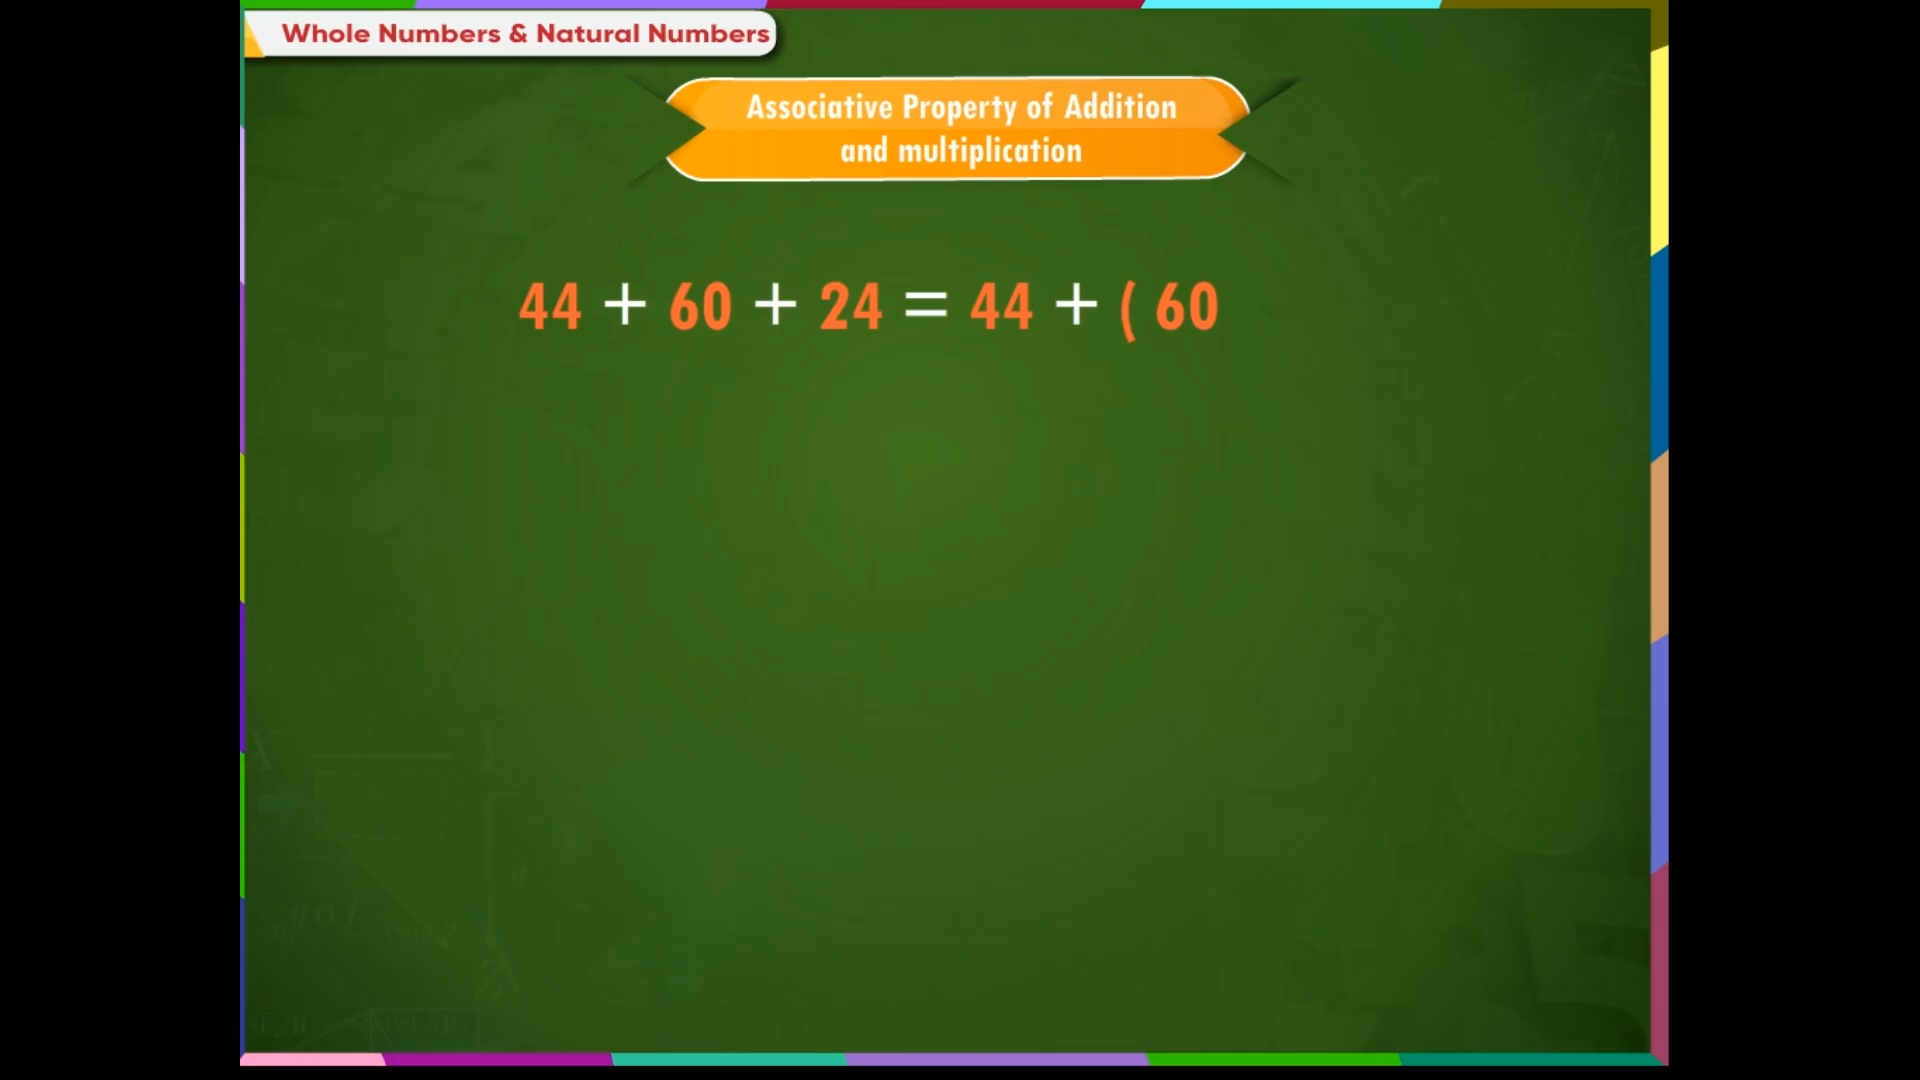 Whole Numbers & Natural Numbers
Associative Property of Addition
and multiplication
44 + 60 + 24 = 44 + ( 60